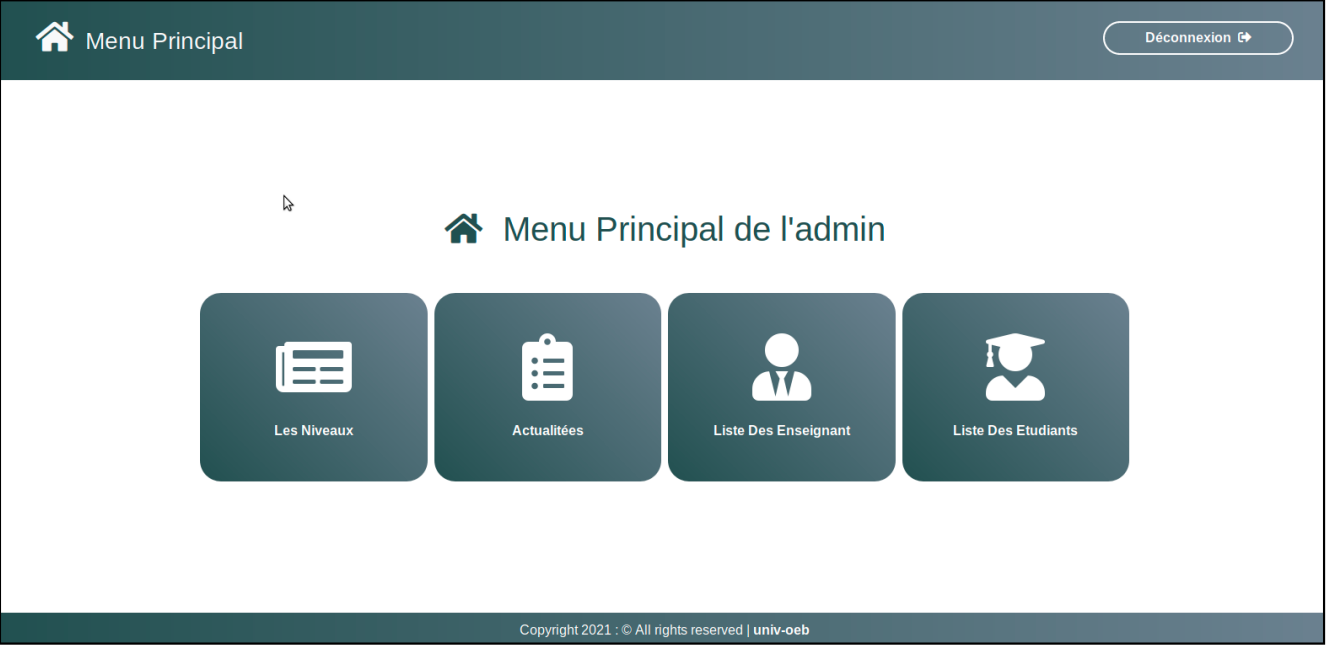 Menu Principal
Déconnexion
Menu Principal de l'admin
Les Niveaux
Actualitées
Liste Des Enseignant
Liste Des Etudiants
Copyright 2021 : © All rights reserved | univ-oeb